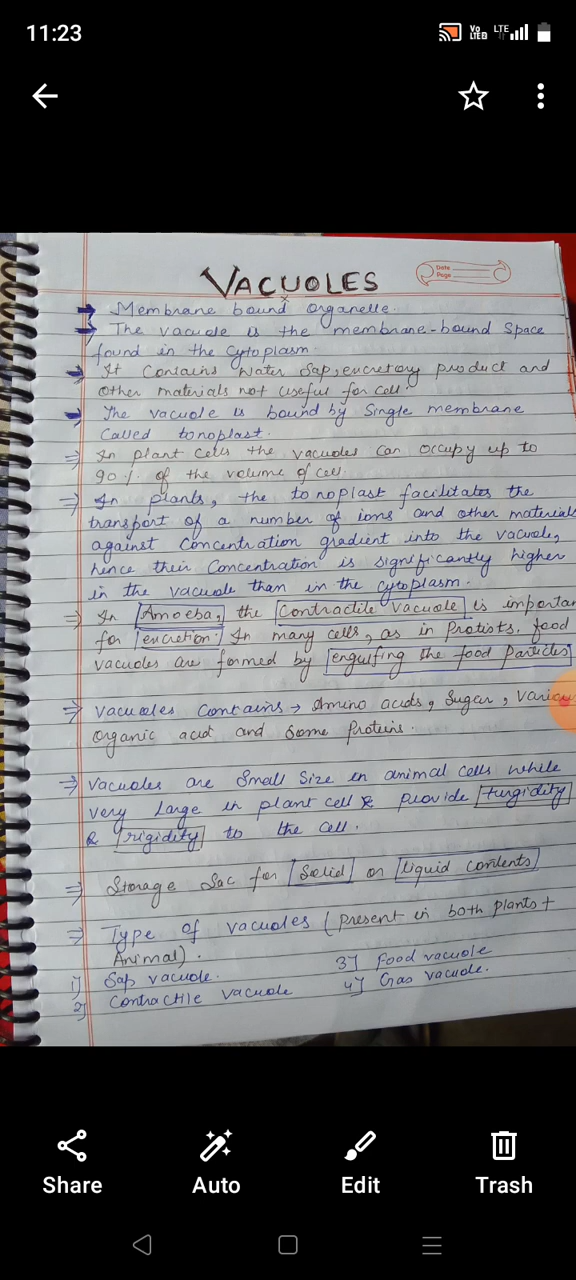 11:23
Vo LTED LTE
VACUOLES
Date
Page
→ Membrane bound organelle.
→ The vacuole is the membrane-bound space
found in the cytoplasm.
→ It contains water sap, excretory product and
other materials not useful for cell.
→ The vacuole is bound by single membrane
called tonoplast.
⇒ In plant cells the vacuoles can occupy up to
90% of the volume of cell.
⇒ In plants, the tonoplast facilitates the
transport of a number of ions and other materials
against concentration gradient into the vacuole,
hence their concentration is significantly higher
in the vacuole than in the cytoplasm.
⇒ In Amoeba, the contractile vacuole is importan
for excretion. In many cells, as in Protists, food
vacuoles are formed by engulfing the food particles
⇒ Vacuoles contains → Amino acids, Sugar, Variou
organic acid and some Proteins.
⇒ Vacuoles are Small Size in animal cells while
very large in plant cell & provide turgidity
& rigidity to the cell.
⇒ Storage Sac for Solid or liquid contents
⇒ Type of vacuoles (present in both plants +
Animal).
1) Sap vacuole.
2) Contractile vacuole
3) Food vacuole
4) Gas vacuole.
Share
Auto
Edit
Trash